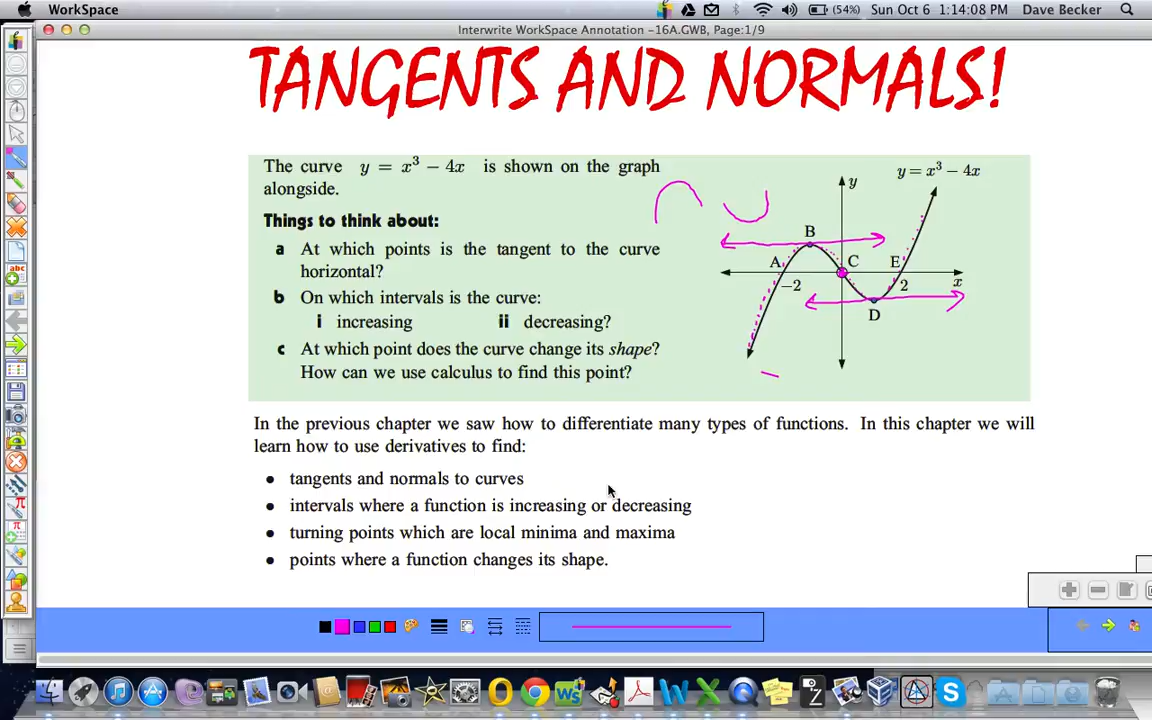 WorkSpace
(54%) Sun Oct 6 1:14:08 PM Dave Becker
Interwrite WorkSpace Annotation -16A.GWB, Page:1/9
TANGENTS AND NORMALS!
The curve y = x³ − 4x is shown on the graph
alongside.
Things to think about:
a At which points is the tangent to the curve
horizontal?
b On which intervals is the curve:
i increasing ii decreasing?
c At which point does the curve change its shape?
How can we use calculus to find this point?
y
y = x³ − 4x
B
A
C
E
−2
2
x
D
In the previous chapter we saw how to differentiate many types of functions. In this chapter we will
learn how to use derivatives to find:
• tangents and normals to curves
• intervals where a function is increasing or decreasing
• turning points which are local minima and maxima
• points where a function changes its shape.